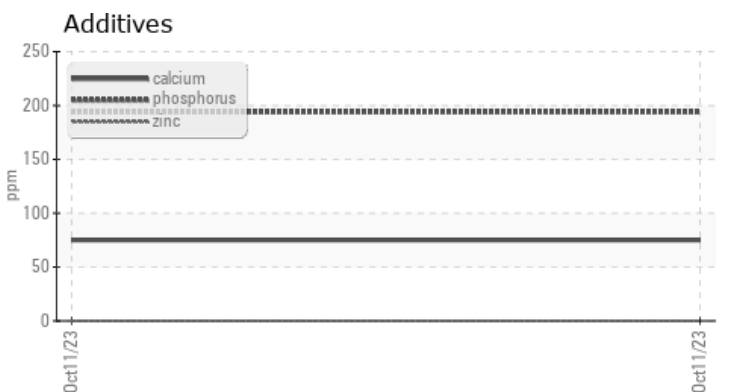 Additives
250
200
150
100
50
0
ppm
calcium
phosphorus
zinc
Oct11/23
Oct11/23